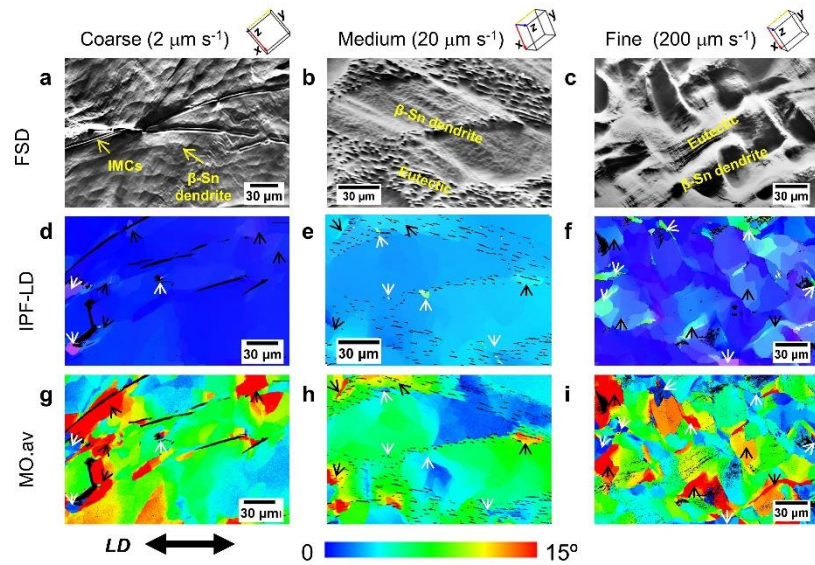 Coarse (2 µm s⁻¹)
x
y
z
Medium (20 µm s⁻¹)
x
y
z
Fine (200 µm s⁻¹)
x
y
z
FSD
a
IMCs
β-Sn
dendrite
30 µm
b
β-Sn dendrite
Eutectic
30 µm
c
Eutectic
β-Sn dendrite
30 µm
IPF-LD
d
30 µm
e
30 µm
f
30 µm
MO.av
g
30 µm
h
30 µm
i
30 µm
LD
0
15º